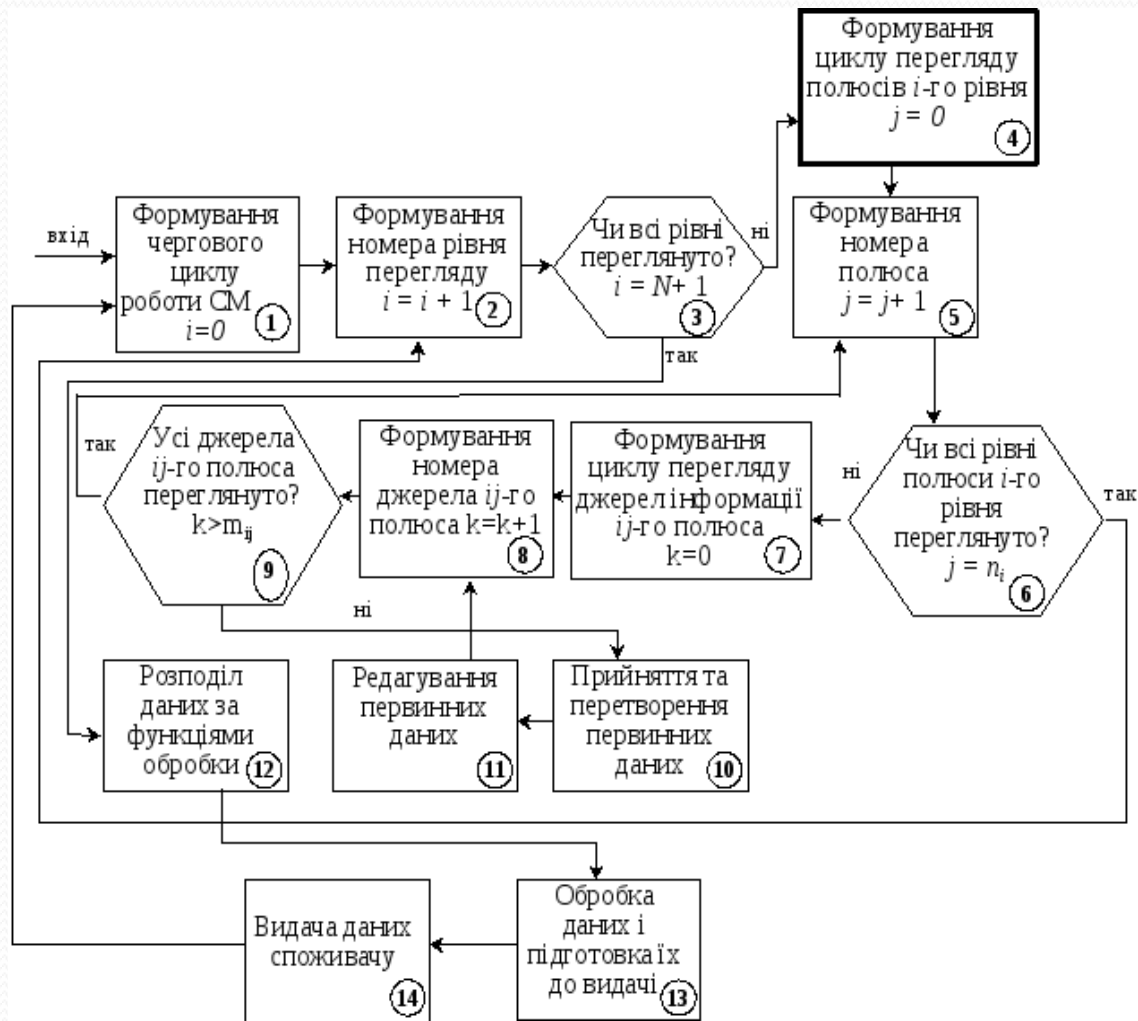 Формування
циклу перегляду
полюсів i-го рівня
j = 0
4
вхід
Формування
чергового
циклу
роботи СМ
i=0
1
Формування
номера рівня
перегляду
i = i + 1
2
Чи всі рівні
переглянуто?
i = N+ 1
3
ні
так
Формування
номера
полюса
j = j+ 1
5
Чи всі рівні
полюси i-го
рівня
переглянуто?
j = nᵢ
6
ні
так
Формування
циклу перегляду
джерел інформації
ij-го полюса
k=0
7
Формування
номера
джерела ij-го
полюса k=k+1
8
так
Усі джерела
ij-го полюса
переглянуто?
k>mᵢⱼ
9
ні
Прийняття та
перетворення
первинних
даних
10
Редагування
первинних
даних
11
Розподіл
даних за
функціями
обробки
12
Обробка
даних і
підготовка їх
до видачі
13
Видача даних
споживачу
14